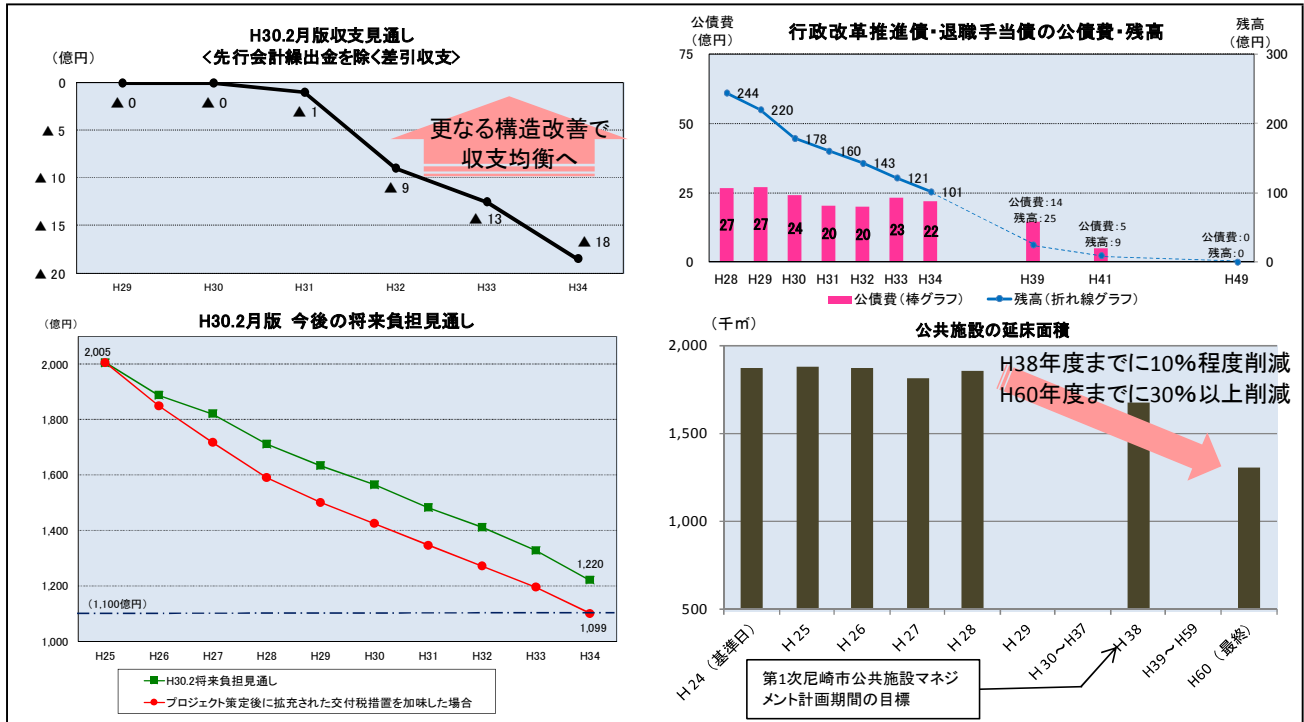 H30.2月版収支見通し
<先行会計繰出金を除く差引収支>
(億円)
0
▲ 5
▲ 10
▲ 15
▲ 20
▲ 0
▲ 0
▲ 1
▲ 9
▲ 13
▲ 18
更なる構造改善で
収支均衡へ
H29
H30
H31
H32
H33
H34
行政改革推進債・退職手当債の公債費・残高
公債費
(億円)
残高
(億円)
75
50
25
0
300
200
100
0
244
220
178
160
143
121
101
27
27
24
20
20
23
22
公債費:14
残高:25
公債費:5
残高:9
公債費:0
残高:0
H28
H29
H30
H31
H32
H33
H34
H39
H41
H49
公債費(棒グラフ)
残高(折れ線グラフ)
H30.2月版 今後の将来負担見通し
(億円)
2,000
1,800
1,600
1,400
1,200
1,000
2,005
1,220
1,099
(1,100億円)
H25
H26
H27
H28
H29
H30
H31
H32
H33
H34
H30.2将来負担見通し
プロジェクト策定後に拡充された交付税措置を加味した場合
公共施設の延床面積
(千㎡)
2,000
1,500
1,000
500
H38年度までに10%程度削減
H60年度までに30%以上削減
H24(基準日)
H25
H26
H27
H28
H29
H30～H37
H38
H39～H59
H60(最終)
第1次尼崎市公共施設マネジ
メント計画期間の目標